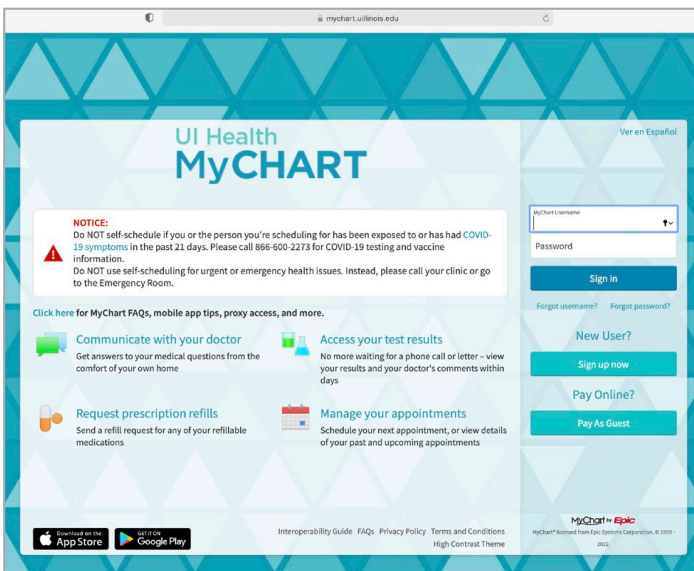 mychart.uillinois.edu
Ver en Español
UI Health
MyCHART
NOTICE:
Do NOT self-schedule if you or the person you're scheduling for has been exposed to or has had COVID-
19 symptoms in the past 21 days. Please call 866-600-2273 for COVID-19 testing and vaccine
information.
Do NOT use self-scheduling for urgent or emergency health issues. Instead, please call your clinic or go
to the Emergency Room.
Click here for MyChart FAQs, mobile app tips, proxy access, and more.
Communicate with your doctor
Get answers to your medical questions from the
comfort of your own home
Access your test results
No more waiting for a phone call or letter – view
your results and your doctor's comments within
days
Request prescription refills
Send a refill request for any of your refillable
medications
Manage your appointments
Schedule your next appointment, or view details
of your past and upcoming appointments
MyChart Username
Password
Sign in
Forgot username? Forgot password?
New User?
Sign up now
Pay Online?
Pay As Guest
Download on the
App Store
GET IT ON
Google Play
Interoperability Guide FAQs Privacy Policy Terms and Conditions
High Contrast Theme
MyChart by Epic
MyChart® licensed from Epic Systems Corporation, © 1999 -
2022.